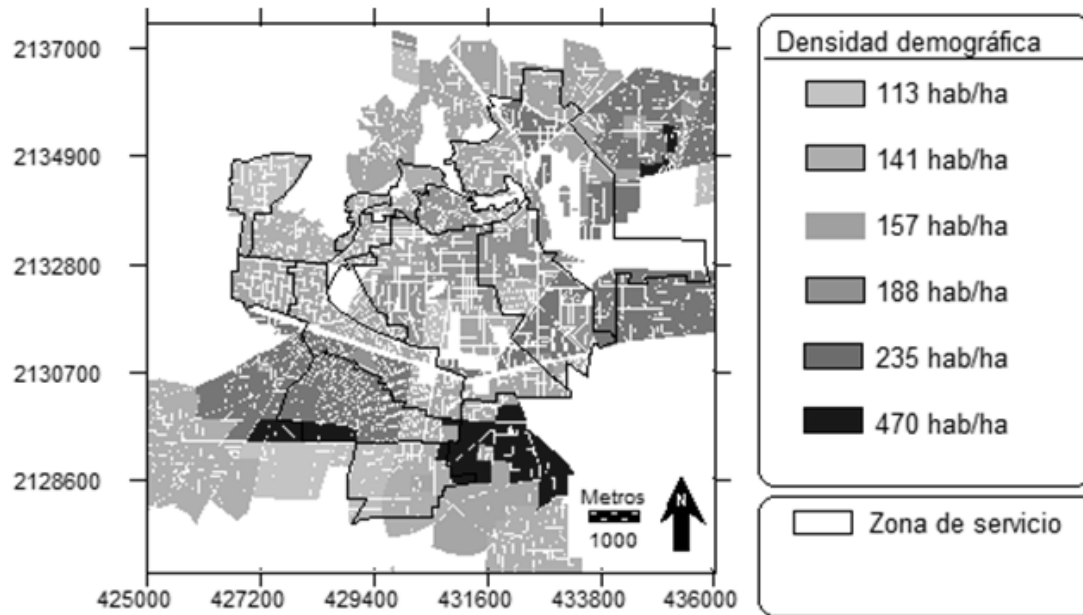 2137000
2134900
2132800
2130700
2128600
425000 427200 429400 431600 433800 436000
Metros
1000
N
Densidad demográfica
113 hab/ha
141 hab/ha
157 hab/ha
188 hab/ha
235 hab/ha
470 hab/ha
Zona de servicio